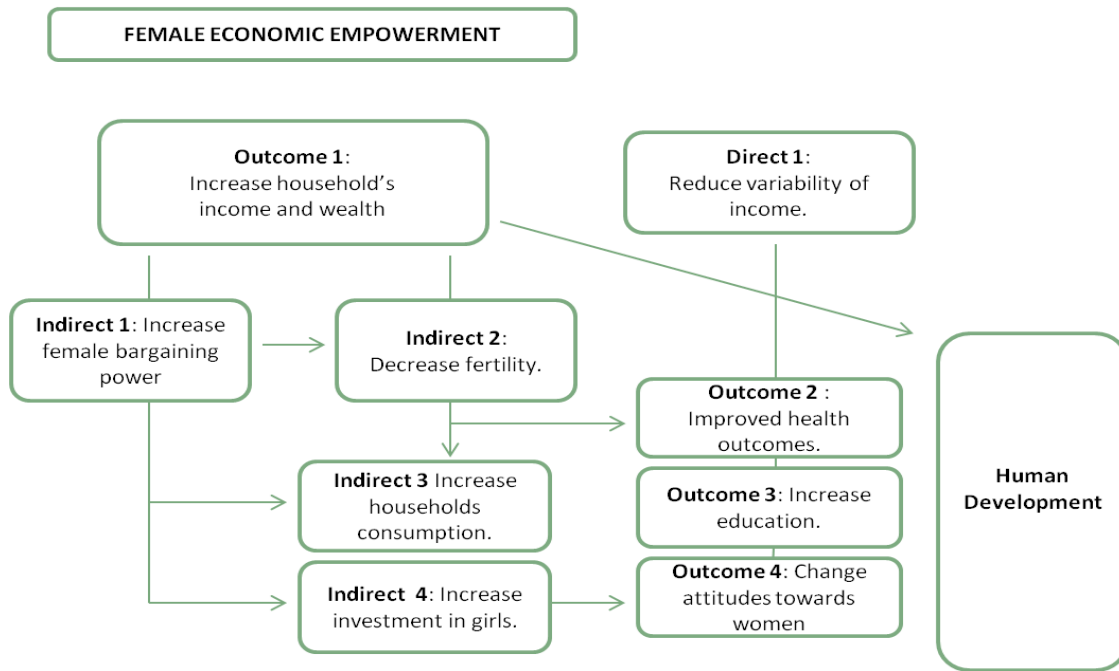 FEMALE ECONOMIC EMPOWERMENT
Outcome 1:
Increase household’s
income and wealth
Direct 1:
Reduce variability of
income.
Indirect 1: Increase
female bargaining
power
Indirect 2:
Decrease fertility.
Outcome 2 :
Improved health
outcomes.
Indirect 3 Increase
households
consumption.
Outcome 3: Increase
education.
Indirect  4: Increase
investment in girls.
Outcome 4: Change
attitudes towards
women
Human
Development